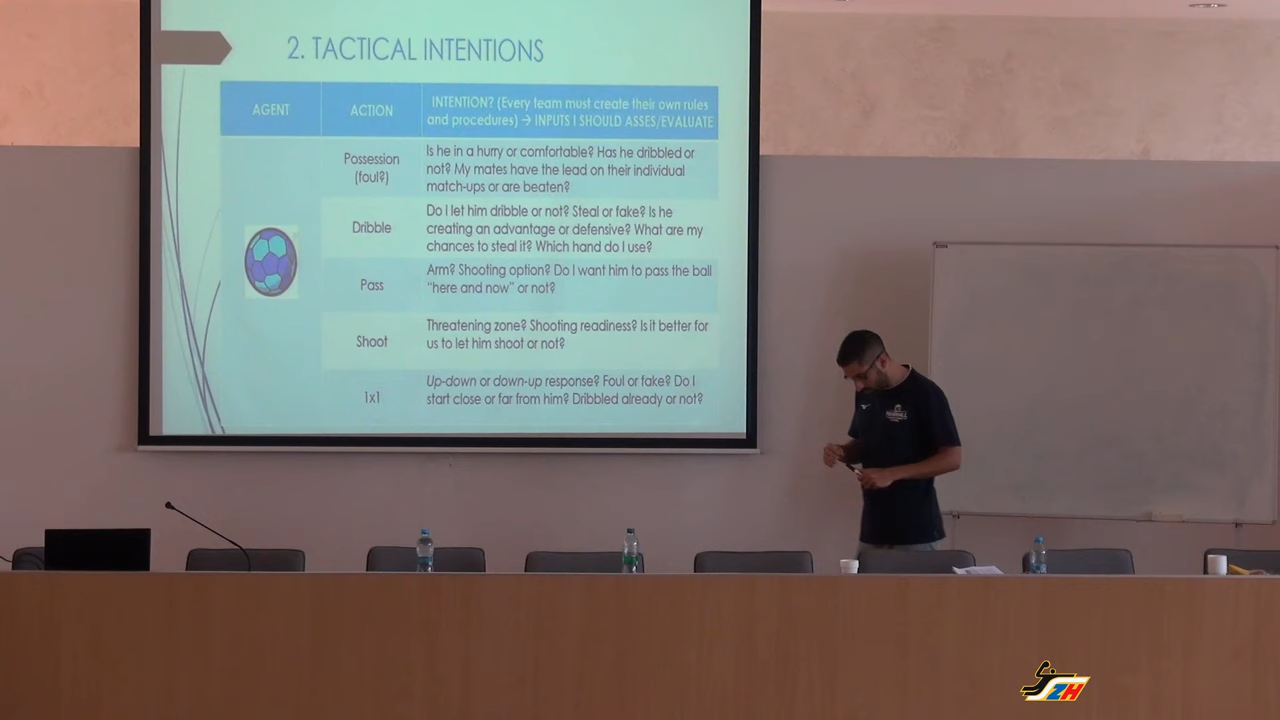 2. TACTICAL INTENTIONS
AGENT
ACTION
INTENTION? (Every team must create their own rules
and procedures) → INPUTS I SHOULD ASSES/EVALUATE
Possession
(foul?)
Is he in a hurry or comfortable? Has he dribbled or
not? My mates have the lead on their individual
match-ups or are beaten?
Dribble
Do I let him dribble or not? Steal or fake? Is he
creating an advantage or defensive? What are my
chances to steal it? Which hand do I use?
Pass
Arm? Shooting option? Do I want him to pass the ball
"here and now" or not?
Shoot
Threatening zone? Shooting readiness? Is it better for
us to let him shoot or not?
1x1
Up-down or down-up response? Foul or fake? Do I
start close or far from him? Dribbled already or not?
ZH